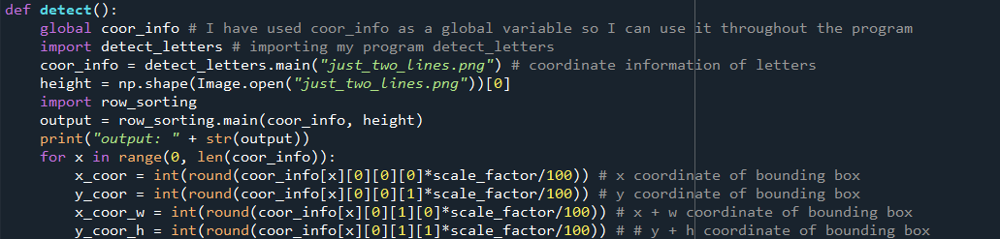 def detect():
    global coor_info # I have used coor_info as a global variable so I can use it throughout the program
    import detect_letters # importing my program detect_letters
    coor_info = detect_letters.main("just_two_lines.png") # coordinate information of letters
    height = np.shape(Image.open("just_two_lines.png"))[0]
    import row_sorting
    output = row_sorting.main(coor_info, height)
    print("output: " + str(output))
    for x in range(0, len(coor_info)):
        x_coor = int(round(coor_info[x][0][0][0]*scale_factor/100)) # x coordinate of bounding box
        y_coor = int(round(coor_info[x][0][0][1]*scale_factor/100)) # y coordinate of bounding box
        x_coor_w = int(round(coor_info[x][0][1][0]*scale_factor/100)) # x + w coordinate of bounding box
        y_coor_h = int(round(coor_info[x][0][1][1]*scale_factor/100)) # # y + h coordinate of bounding box